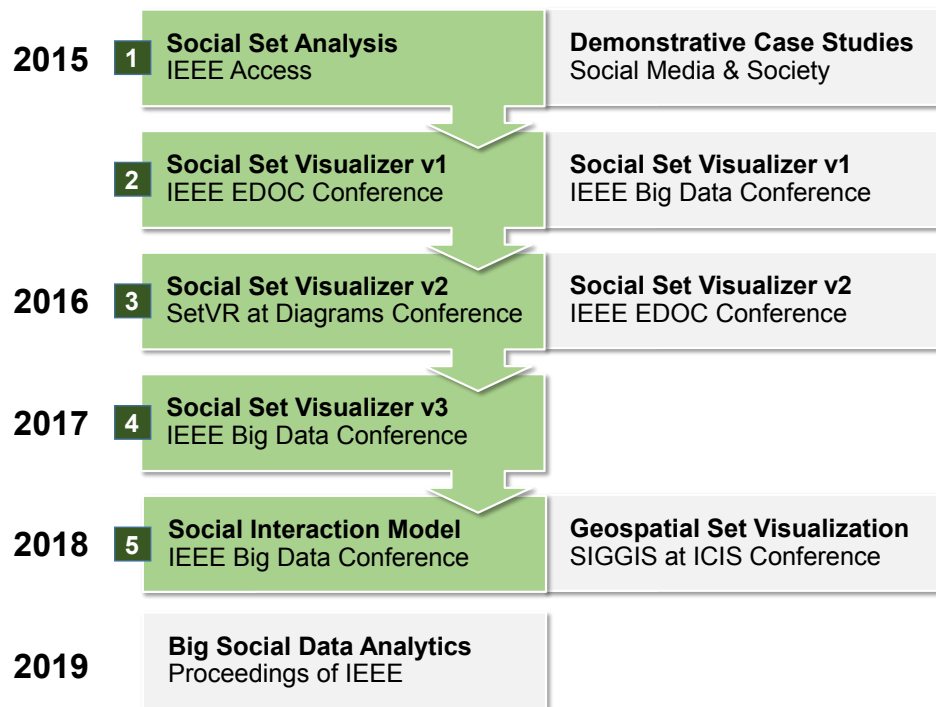 2015
1
Social Set Analysis
IEEE Access
Demonstrative Case Studies
Social Media & Society
2
Social Set Visualizer v1
IEEE EDOC Conference
Social Set Visualizer v1
IEEE Big Data Conference
2016
3
Social Set Visualizer v2
SetVR at Diagrams Conference
Social Set Visualizer v2
IEEE EDOC Conference
2017
4
Social Set Visualizer v3
IEEE Big Data Conference
2018
5
Social Interaction Model
IEEE Big Data Conference
Geospatial Set Visualization
SIGGIS at ICIS Conference
2019
Big Social Data Analytics
Proceedings of IEEE